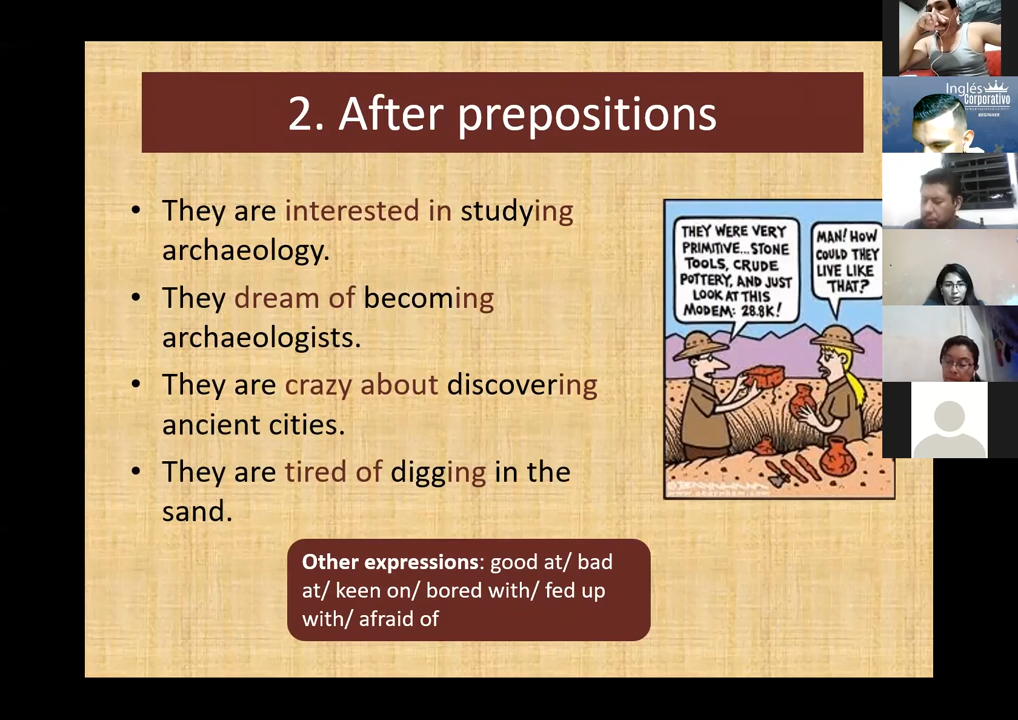 2. After prepositions
• They are interested in studying
archaeology.
• They dream of becoming
archaeologists.
• They are crazy about discovering
ancient cities.
• They are tired of digging in the
sand.
Other expressions: good at/ bad
at/ keen on/ bored with/ fed up
with/ afraid of
THEY WERE VERY
PRIMITIVE...STONE
TOOLS, CRUDE
POTTERY, AND JUST
LOOK AT THIS
MODEM: 28.8K!
MAN! HOW
COULD THEY
LIVE LIKE
THAT?
Inglés
Corporativo
BEGINNER